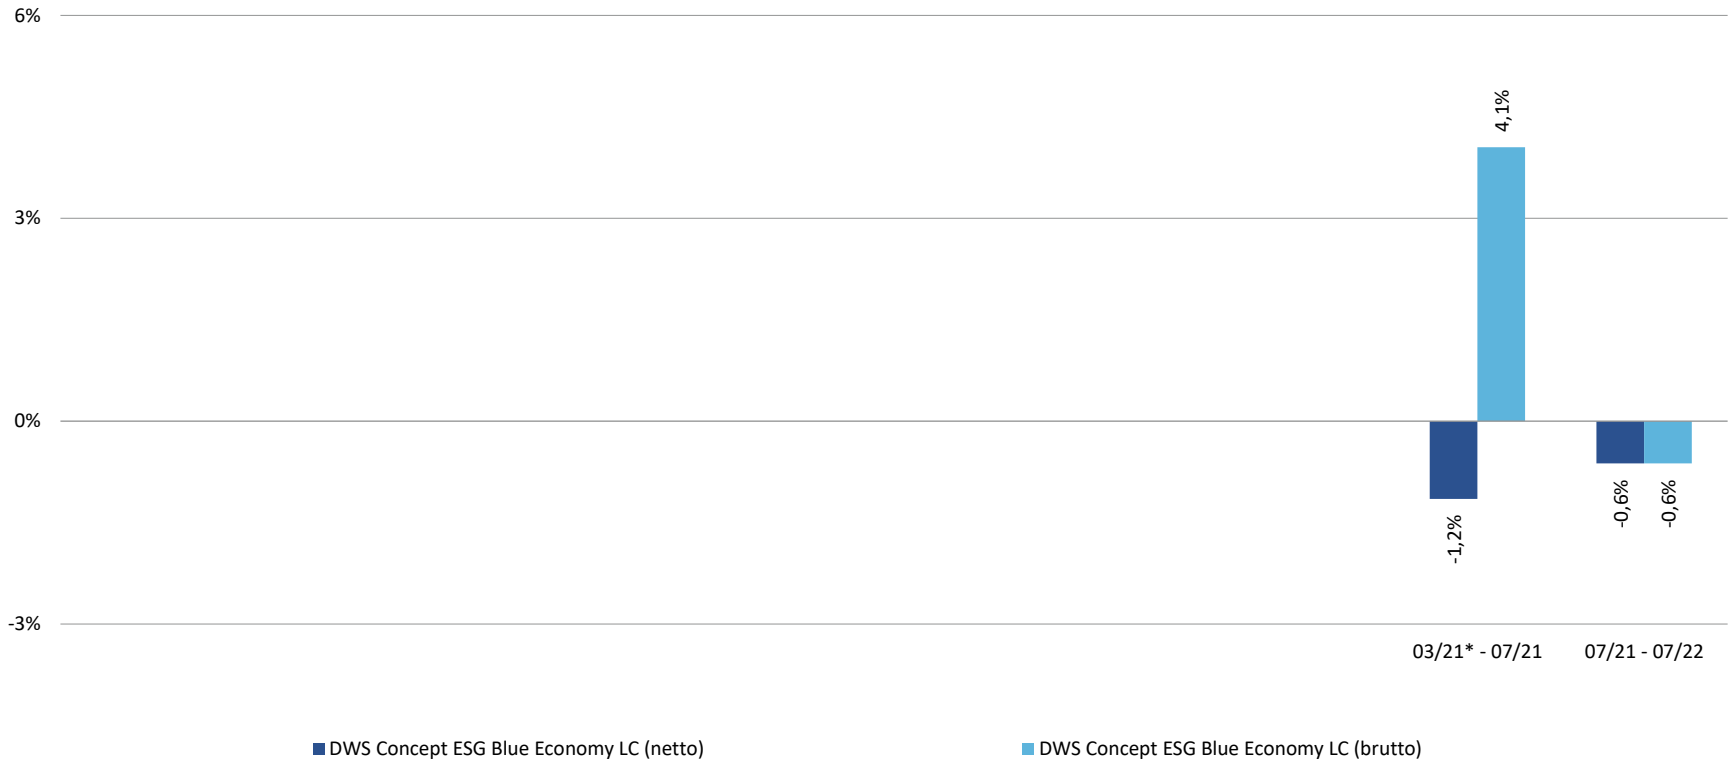 6%
4,1%
3%
0%
-0,6%
-0,6%
-1,2%
-3%
03/21* - 07/21
07/21 - 07/22
DWS Concept ESG Blue Economy LC (netto)
DWS Concept ESG Blue Economy LC (brutto)